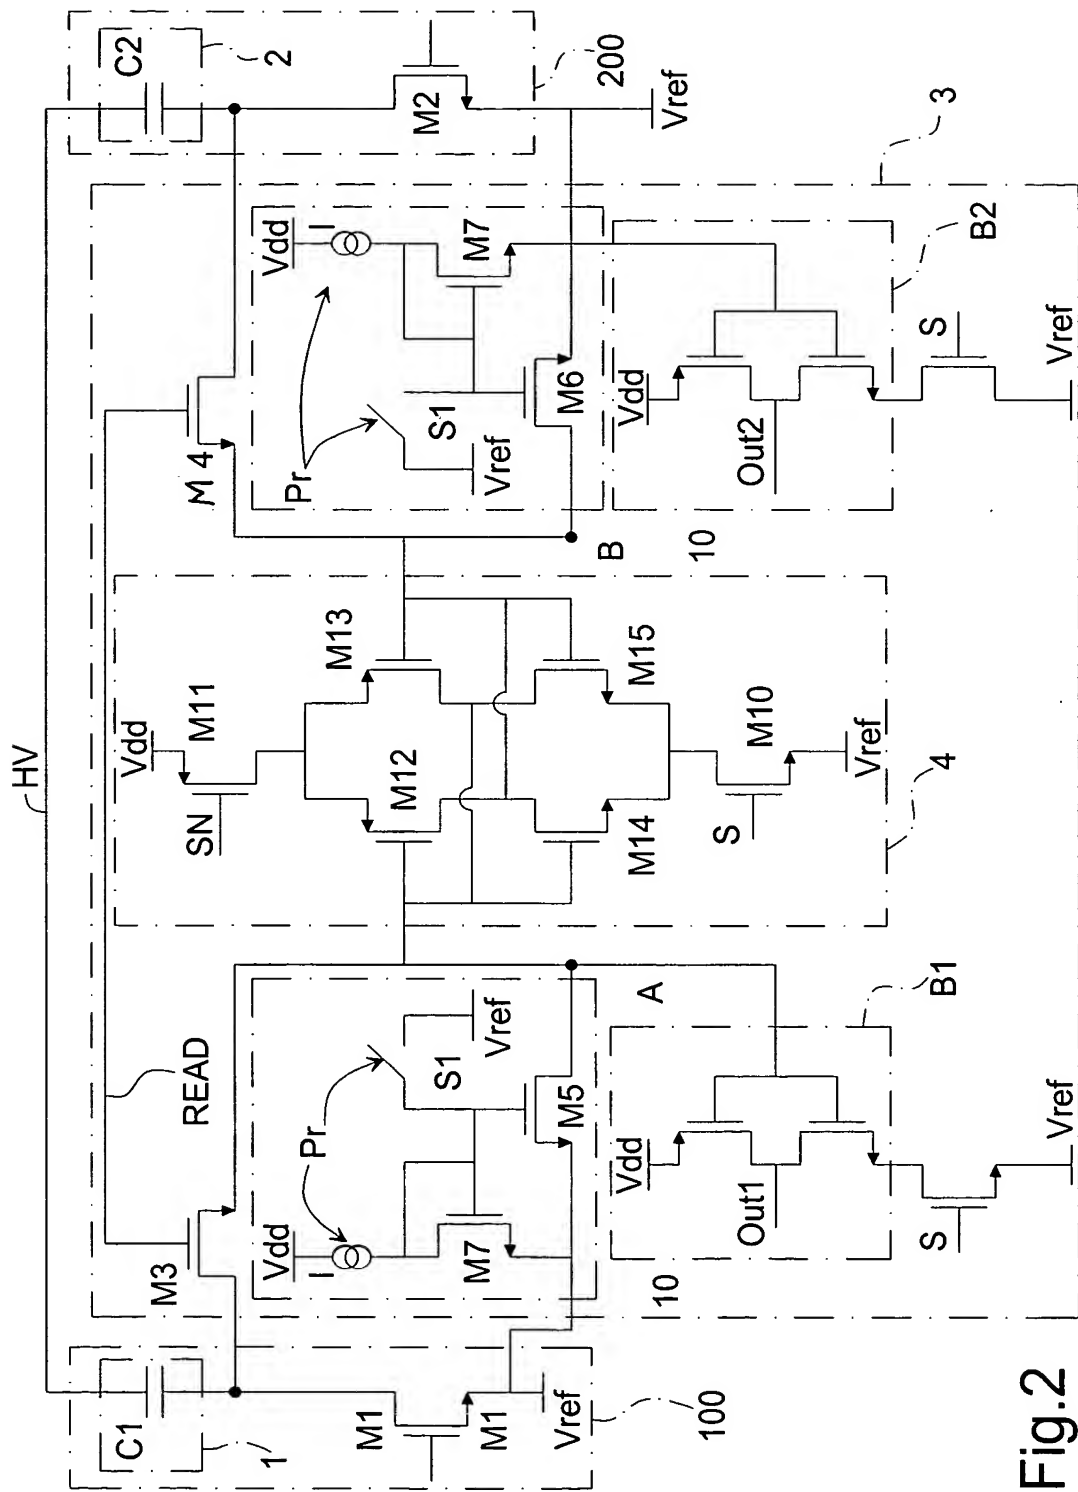 HV
READ
C1
1
M1
M1
Vref
100
M3
Vdd
I
Pr
M7
S1
Vref
M5
10
A
Vdd
Out1
B1
S
Vref
Vdd
SN
M11
M12
M13
M14
M15
S
M10
Vref
4
M4
B
10
Vdd
I
Pr
M7
S1
Vref
M6
Vdd
Out2
B2
S
Vref
3
C2
2
M2
200
Vref
Fig.2